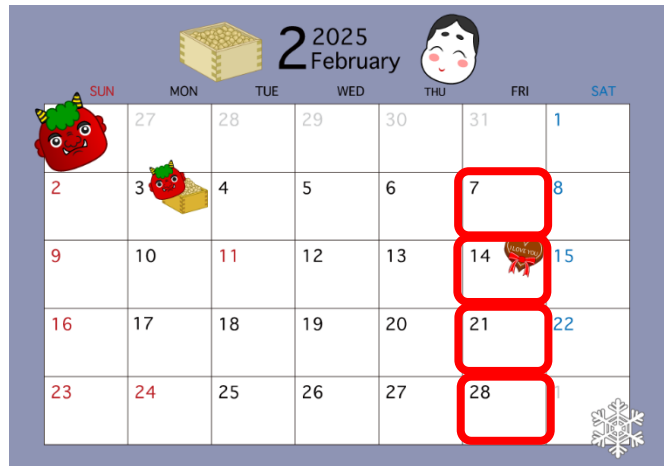 2 2025
February
SUN MON TUE WED THU FRI SAT
27 28 29 30 31 1
2 3 4 5 6 7 8
9 10 11 12 13 14 I LOVE YOU 15
16 17 18 19 20 21 22
23 24 25 26 27 28 1